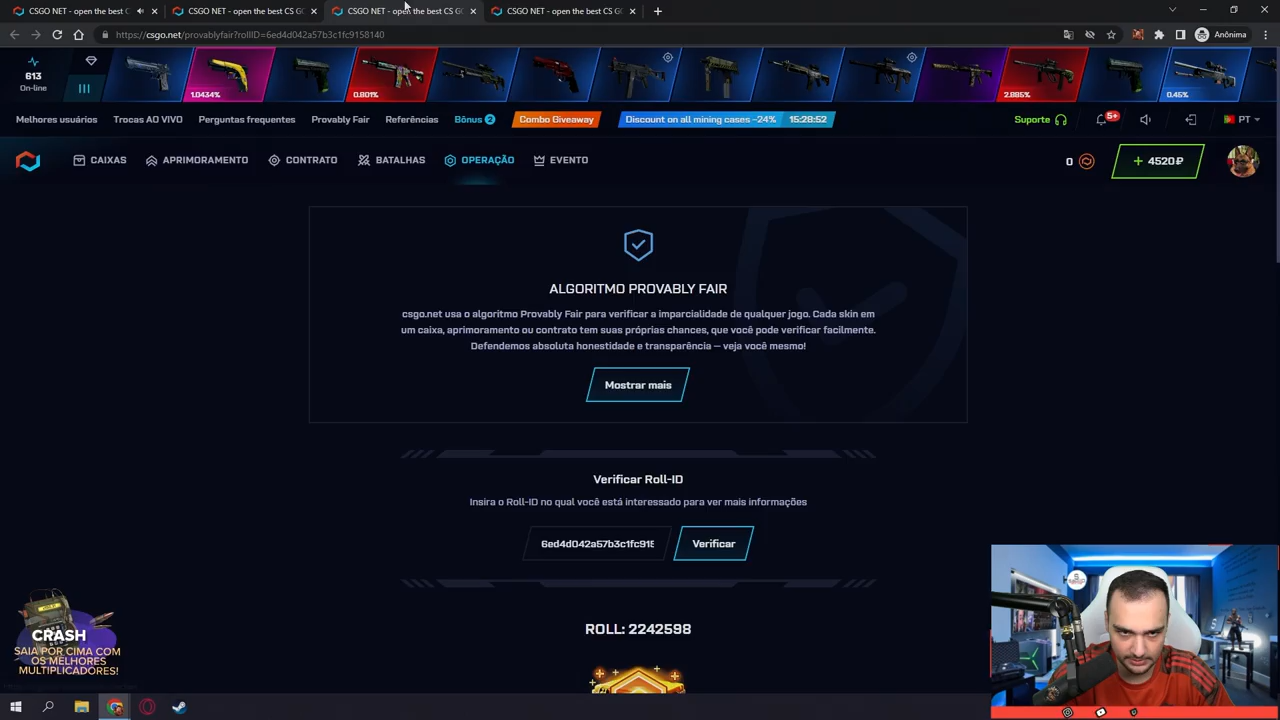 CSGO NET - open the best C
CSGO NET - open the best CS G
CSGO NET - open the best CS G
CSGO NET - open the best CS G
https://csgo.net/provablyfair?rollID=6ed4d042a57b3c1fc9158140
Anônima
613
On-line
1.0434%
0.801%
2.885%
0.45%
Melhores usuários
Trocas AO VIVO
Perguntas frequentes
Provably Fair
Referências
Bônus 2
Combo Giveaway
Discount on all mining cases −24% 15:28:52
Suporte
5+
PT
CAIXAS
APRIMORAMENTO
CONTRATO
BATALHAS
OPERAÇÃO
EVENTO
0
+ 4520₽
ALGORITMO PROVABLY FAIR
csgo.net usa o algoritmo Provably Fair para verificar a imparcialidade de qualquer jogo. Cada skin em
um caixa, aprimoramento ou contrato tem suas próprias chances, que você pode verificar facilmente.
Defendemos absoluta honestidade e transparência — veja você mesmo!
Mostrar mais
Verificar Roll-ID
Insira o Roll-ID no qual você está interessado para ver mais informações
6ed4d042a57b3c1fc915
Verificar
ROLL: 2242598
CRASH
SAIA POR CIMA COM
OS MELHORES
MULTIPLICADORES!